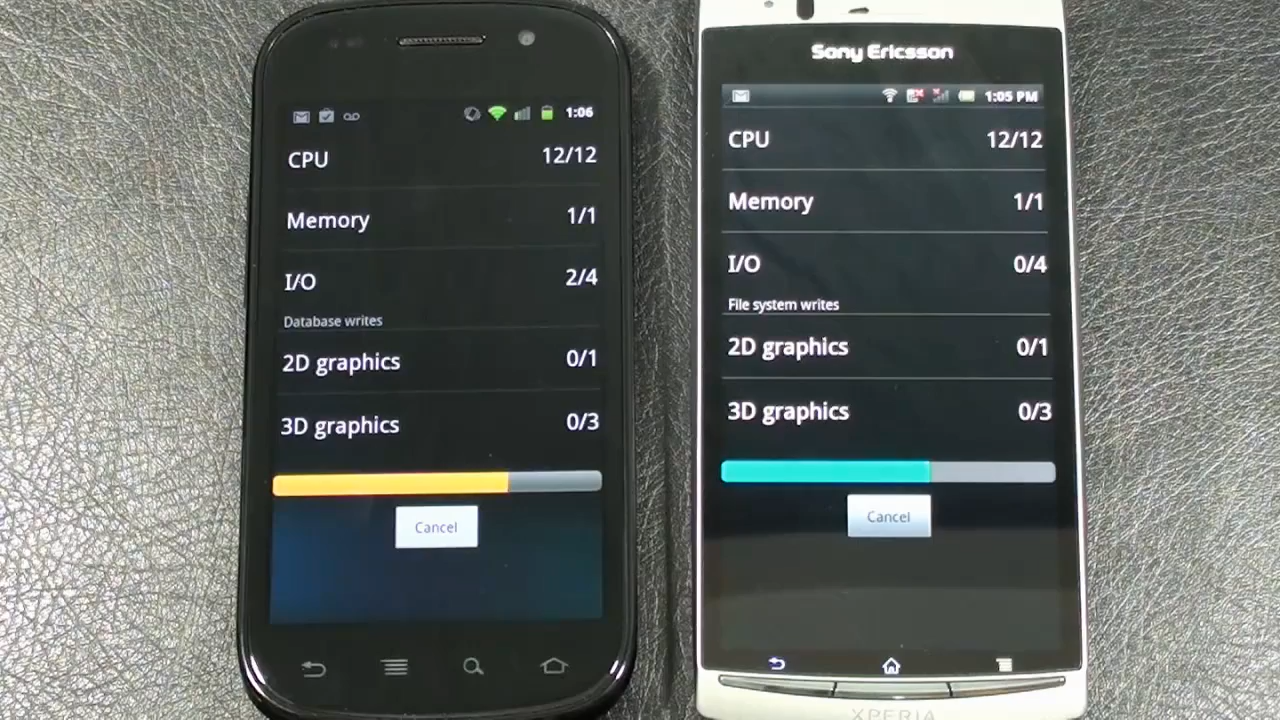 1:06
CPU 12/12
Memory 1/1
I/O 2/4
Database writes
2D graphics 0/1
3D graphics 0/3
Cancel
Sony Ericsson
1:05 PM
CPU 12/12
Memory 1/1
I/O 0/4
File system writes
2D graphics 0/1
3D graphics 0/3
Cancel
XPERIA